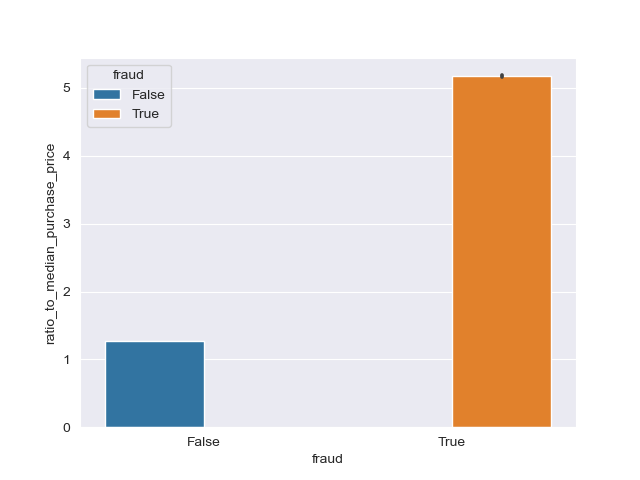 fraud
False
True
5
4
3
2
1
0
ratio_to_median_purchase_price
False
True
fraud